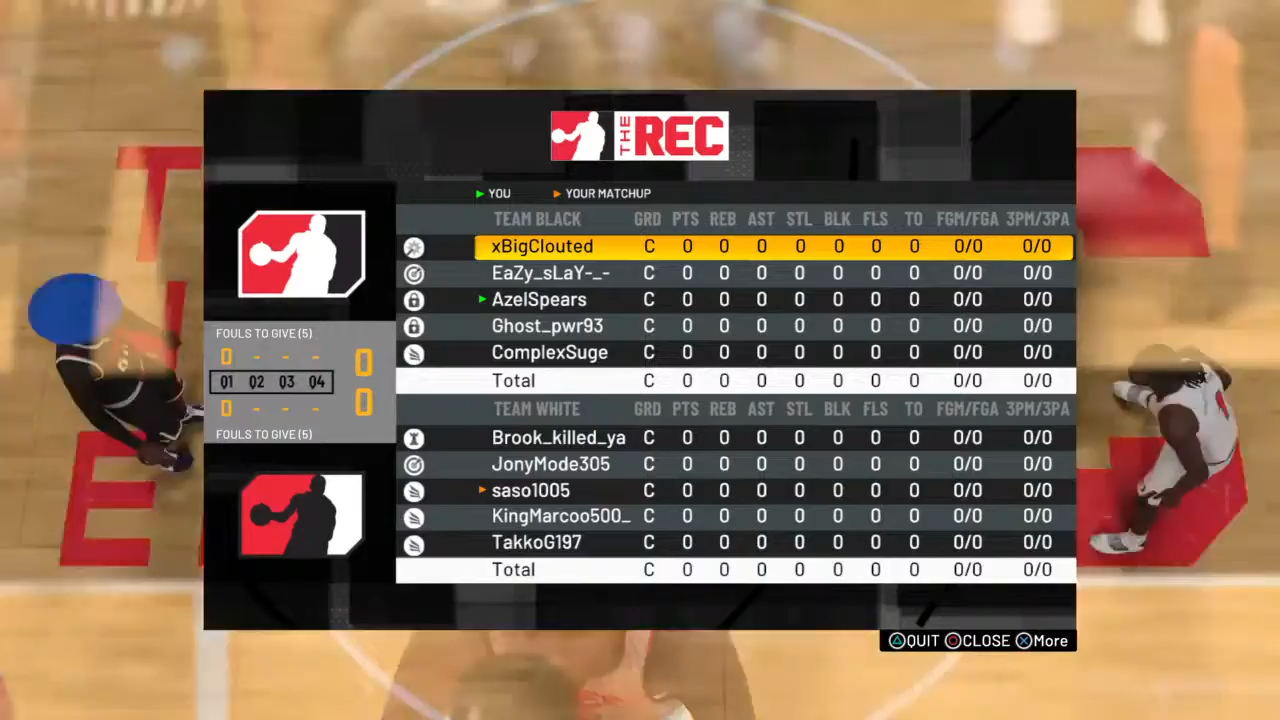 THE REC
YOU YOUR MATCHUP
TEAM BLACK GRD PTS REB AST STL BLK FLS TO FGM/FGA 3PM/3PA
xBigClouted C 0 0 0 0 0 0 0 0/0 0/0
EaZy_sLaY-_- C 0 0 0 0 0 0 0 0/0 0/0
AzelSpears C 0 0 0 0 0 0 0 0/0 0/0
Ghost_pwr93 C 0 0 0 0 0 0 0 0/0 0/0
ComplexSuge C 0 0 0 0 0 0 0 0/0 0/0
Total C 0 0 0 0 0 0 0 0/0 0/0
FOULS TO GIVE (5)
0 - - - 0
Q1 Q2 Q3 Q4
0 - - - 0
FOULS TO GIVE (5)
TEAM WHITE GRD PTS REB AST STL BLK FLS TO FGM/FGA 3PM/3PA
Brook_killed_ya C 0 0 0 0 0 0 0 0/0 0/0
JonyMode305 C 0 0 0 0 0 0 0 0/0 0/0
saso1005 C 0 0 0 0 0 0 0 0/0 0/0
KingMarcoo500_ C 0 0 0 0 0 0 0 0/0 0/0
TakkoG197 C 0 0 0 0 0 0 0 0/0 0/0
Total C 0 0 0 0 0 0 0 0/0 0/0
QUIT CLOSE More